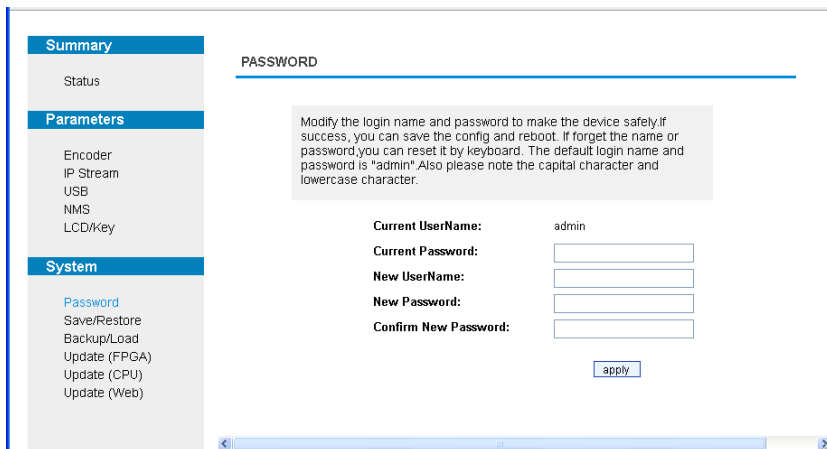 Summary
Status
Parameters
Encoder
IP Stream
USB
NMS
LCD/Key
System
Password
Save/Restore
Backup/Load
Update (FPGA)
Update (CPU)
Update (Web)
PASSWORD
Modify the login name and password to make the device safely.If
success, you can save the config and reboot. If forget the name or
password,you can reset it by keyboard. The default login name and
password is "admin".Also please note the capital character and
lowercase character.
Current UserName: admin
Current Password:
New UserName:
New Password:
Confirm New Password:
apply